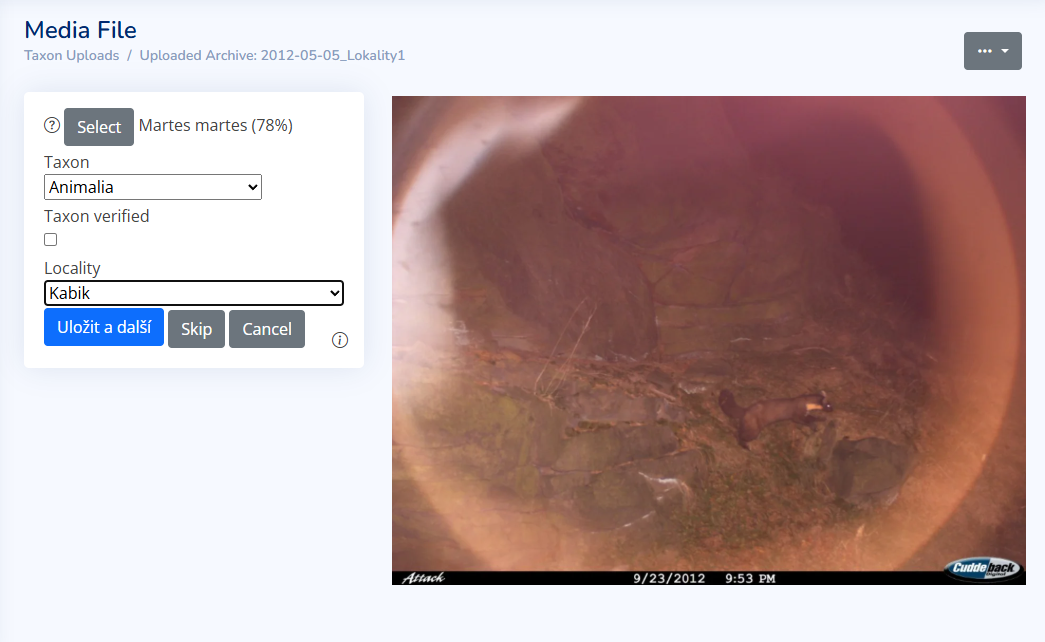 Media File
Taxon Uploads / Uploaded Archive: 2012-05-05_Lokality1
Select Martes martes (78%)
Taxon
Animalia
Taxon verified
Locality
Kabik
Uložit a další Skip Cancel
Attack 9/23/2012 9:53 PM Cuddeback
Digital